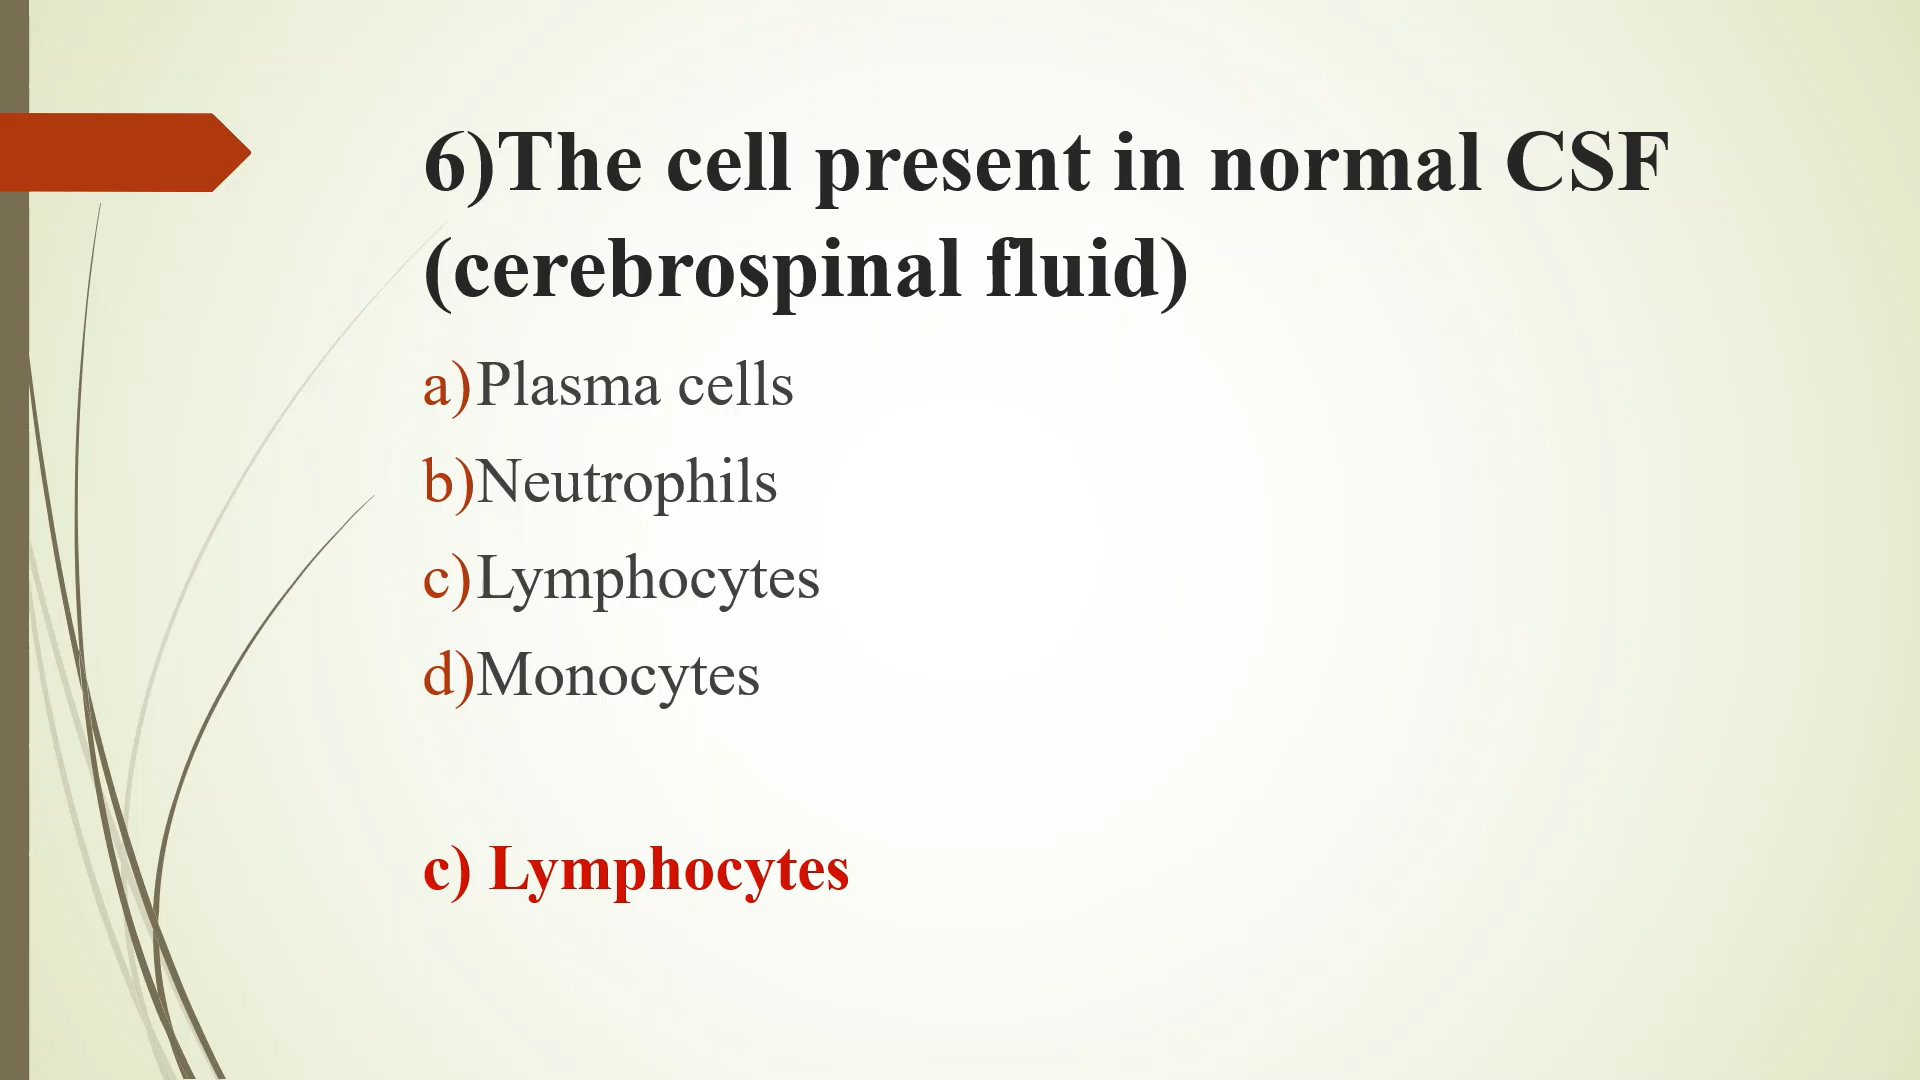 6)The cell present in normal CSF
(cerebrospinal fluid)
a)Plasma cells
b)Neutrophils
c)Lymphocytes
d)Monocytes
c) Lymphocytes